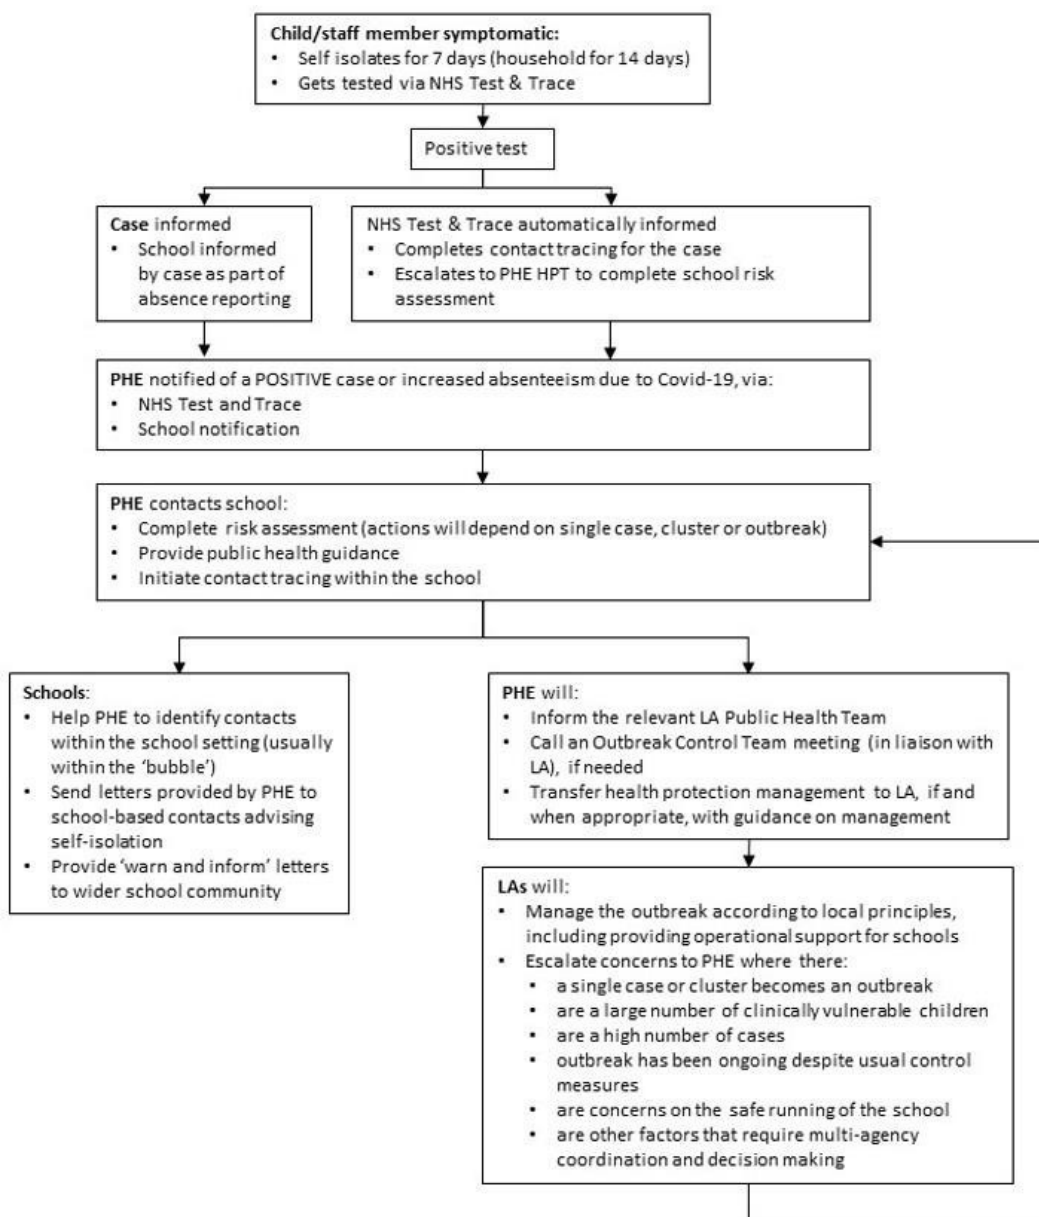 Child/staff member symptomatic:
• Self isolates for 7 days (household for 14 days)
• Gets tested via NHS Test & Trace
Positive test
Case informed
• School informed
by case as part of
absence reporting
NHS Test & Trace automatically informed
• Completes contact tracing for the case
• Escalates to PHE HPT to complete school risk
assessment
PHE notified of a POSITIVE case or increased absenteeism due to Covid-19, via:
• NHS Test and Trace
• School notification
PHE contacts school:
• Complete risk assessment (actions will depend on single case, cluster or outbreak)
• Provide public health guidance
• Initiate contact tracing within the school
Schools:
• Help PHE to identify contacts
within the school setting (usually
within the ‘bubble’)
• Send letters provided by PHE to
school-based contacts advising
self-isolation
• Provide ‘warn and inform’ letters
to wider school community
PHE will:
• Inform the relevant LA Public Health Team
• Call an Outbreak Control Team meeting (in liaison with
LA), if needed
• Transfer health protection management to LA, if and
when appropriate, with guidance on management
LAs will:
• Manage the outbreak according to local principles,
including providing operational support for schools
• Escalate concerns to PHE where there:
• a single case or cluster becomes an outbreak
• are a large number of clinically vulnerable children
• are a high number of cases
• outbreak has been ongoing despite usual control
measures
• are concerns on the safe running of the school
• are other factors that require multi-agency
coordination and decision making